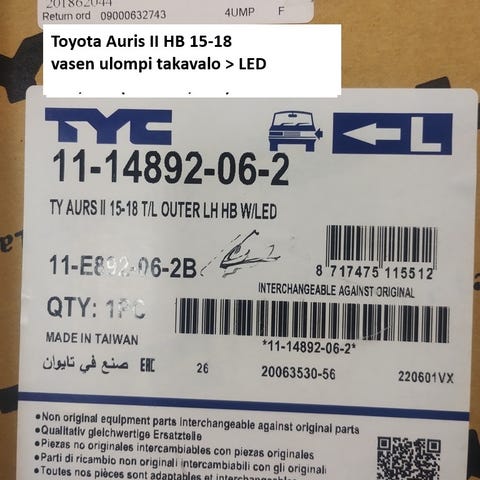 201862044
Return ord 09000632743 4UMP F
Toyota Auris II HB 15-18
vasen ulompi takavalo > LED
TYC
L
11-14892-06-2
TY AURS II 15-18 T/L OUTER LH HB W/LED
11-E892-06-2B
8 717475 115512
INTERCHANGEABLE AGAINST ORIGINAL
QTY: 1PC
MADE IN TAIWAN
*11-14892-06-2*
صنع في تايوان EAC 26 20063530-56 220601VX
•Non original equipment parts interchangeable against original parts
•Qualitativ gleichwertige Ersatzteile
•Piezas no originales intercambiables con piezas originales
•Parti di ricambio non originali intercambiabili con gli originali
•Toutes nos pièces sont adaptables et interchangeables